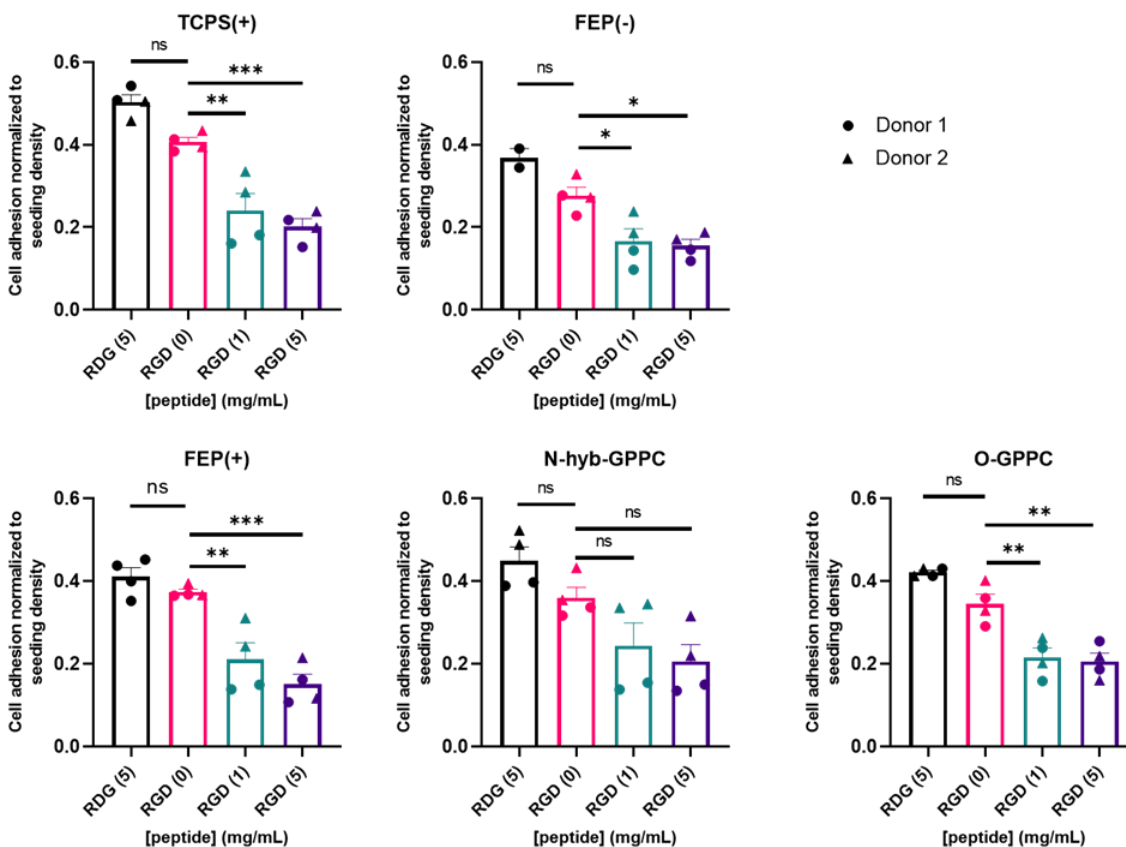 TCPS(+)
Cell adhesion normalized to
seeding density
0.6
0.4
0.2
0.0
ns
***
**
RDG (5)
RGD (0)
RGD (1)
RGD (5)
[peptide] (mg/mL)
FEP(-)
Cell adhesion normalized to
seeding density
0.6
0.4
0.2
0.0
ns
*
*
RDG (5)
RGD (0)
RGD (1)
RGD (5)
[peptide] (mg/mL)
Donor 1
Donor 2
FEP(+)
Cell adhesion normalized to
seeding density
0.6
0.4
0.2
0.0
ns
***
**
RDG (5)
RGD (0)
RGD (1)
RGD (5)
[peptide] (mg/mL)
N-hyb-GPPC
Cell adhesion normalized to
seeding density
0.6
0.4
0.2
0.0
ns
ns
ns
RDG (5)
RGD (0)
RGD (1)
RGD (5)
[peptide] (mg/mL)
O-GPPC
Cell adhesion normalized to
seeding density
0.6
0.4
0.2
0.0
ns
**
**
RDG (5)
RGD (0)
RGD (1)
RGD (5)
[peptide] (mg/mL)